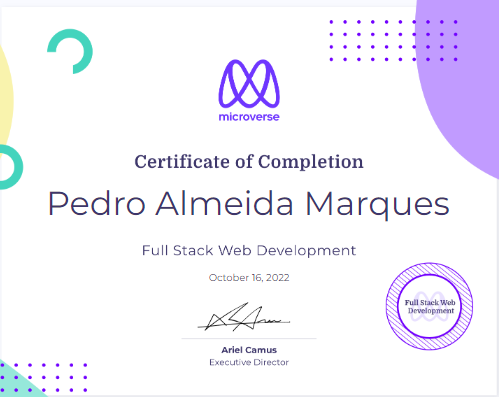 microverse
Certificate of Completion
Pedro Almeida Marques
Full Stack Web Development
October 16, 2022
Full Stack Web
Development
Ariel Camus
Executive Director